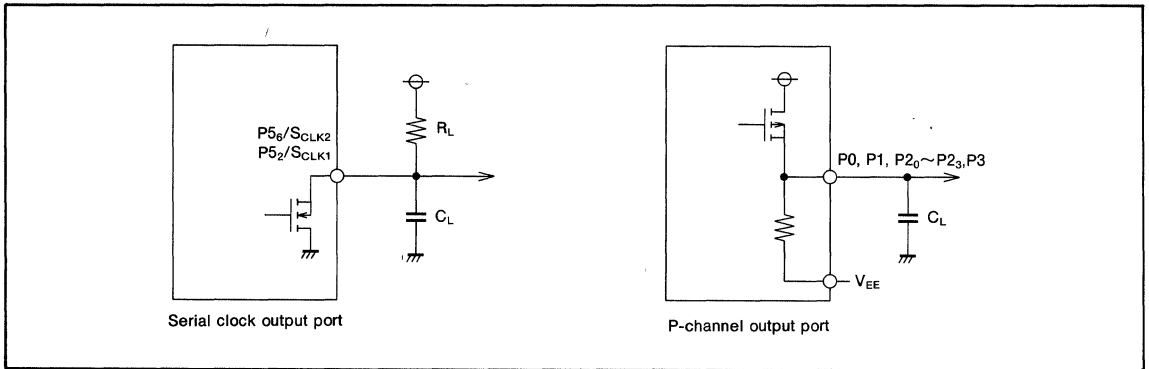 P5₆/S_CLK2
P5₂/S_CLK1
R_L
C_L
Serial clock output port
P0, P1, P2₀~P2₃,P3
C_L
V_EE
P-channel output port